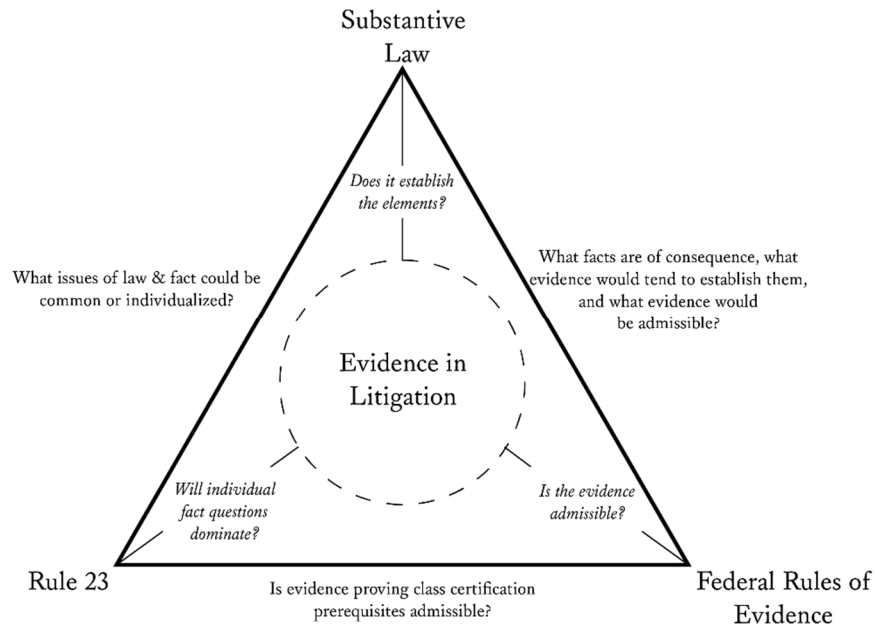 Substantive
Law
Does it establish
the elements?
What issues of law & fact could be
common or individualized?
What facts are of consequence, what
evidence would tend to establish them,
and what evidence would
be admissible?
Evidence in
Litigation
Will individual
fact questions
dominate?
Is the evidence
admissible?
Rule 23
Is evidence proving class certification
prerequisites admissible?
Federal Rules of
Evidence